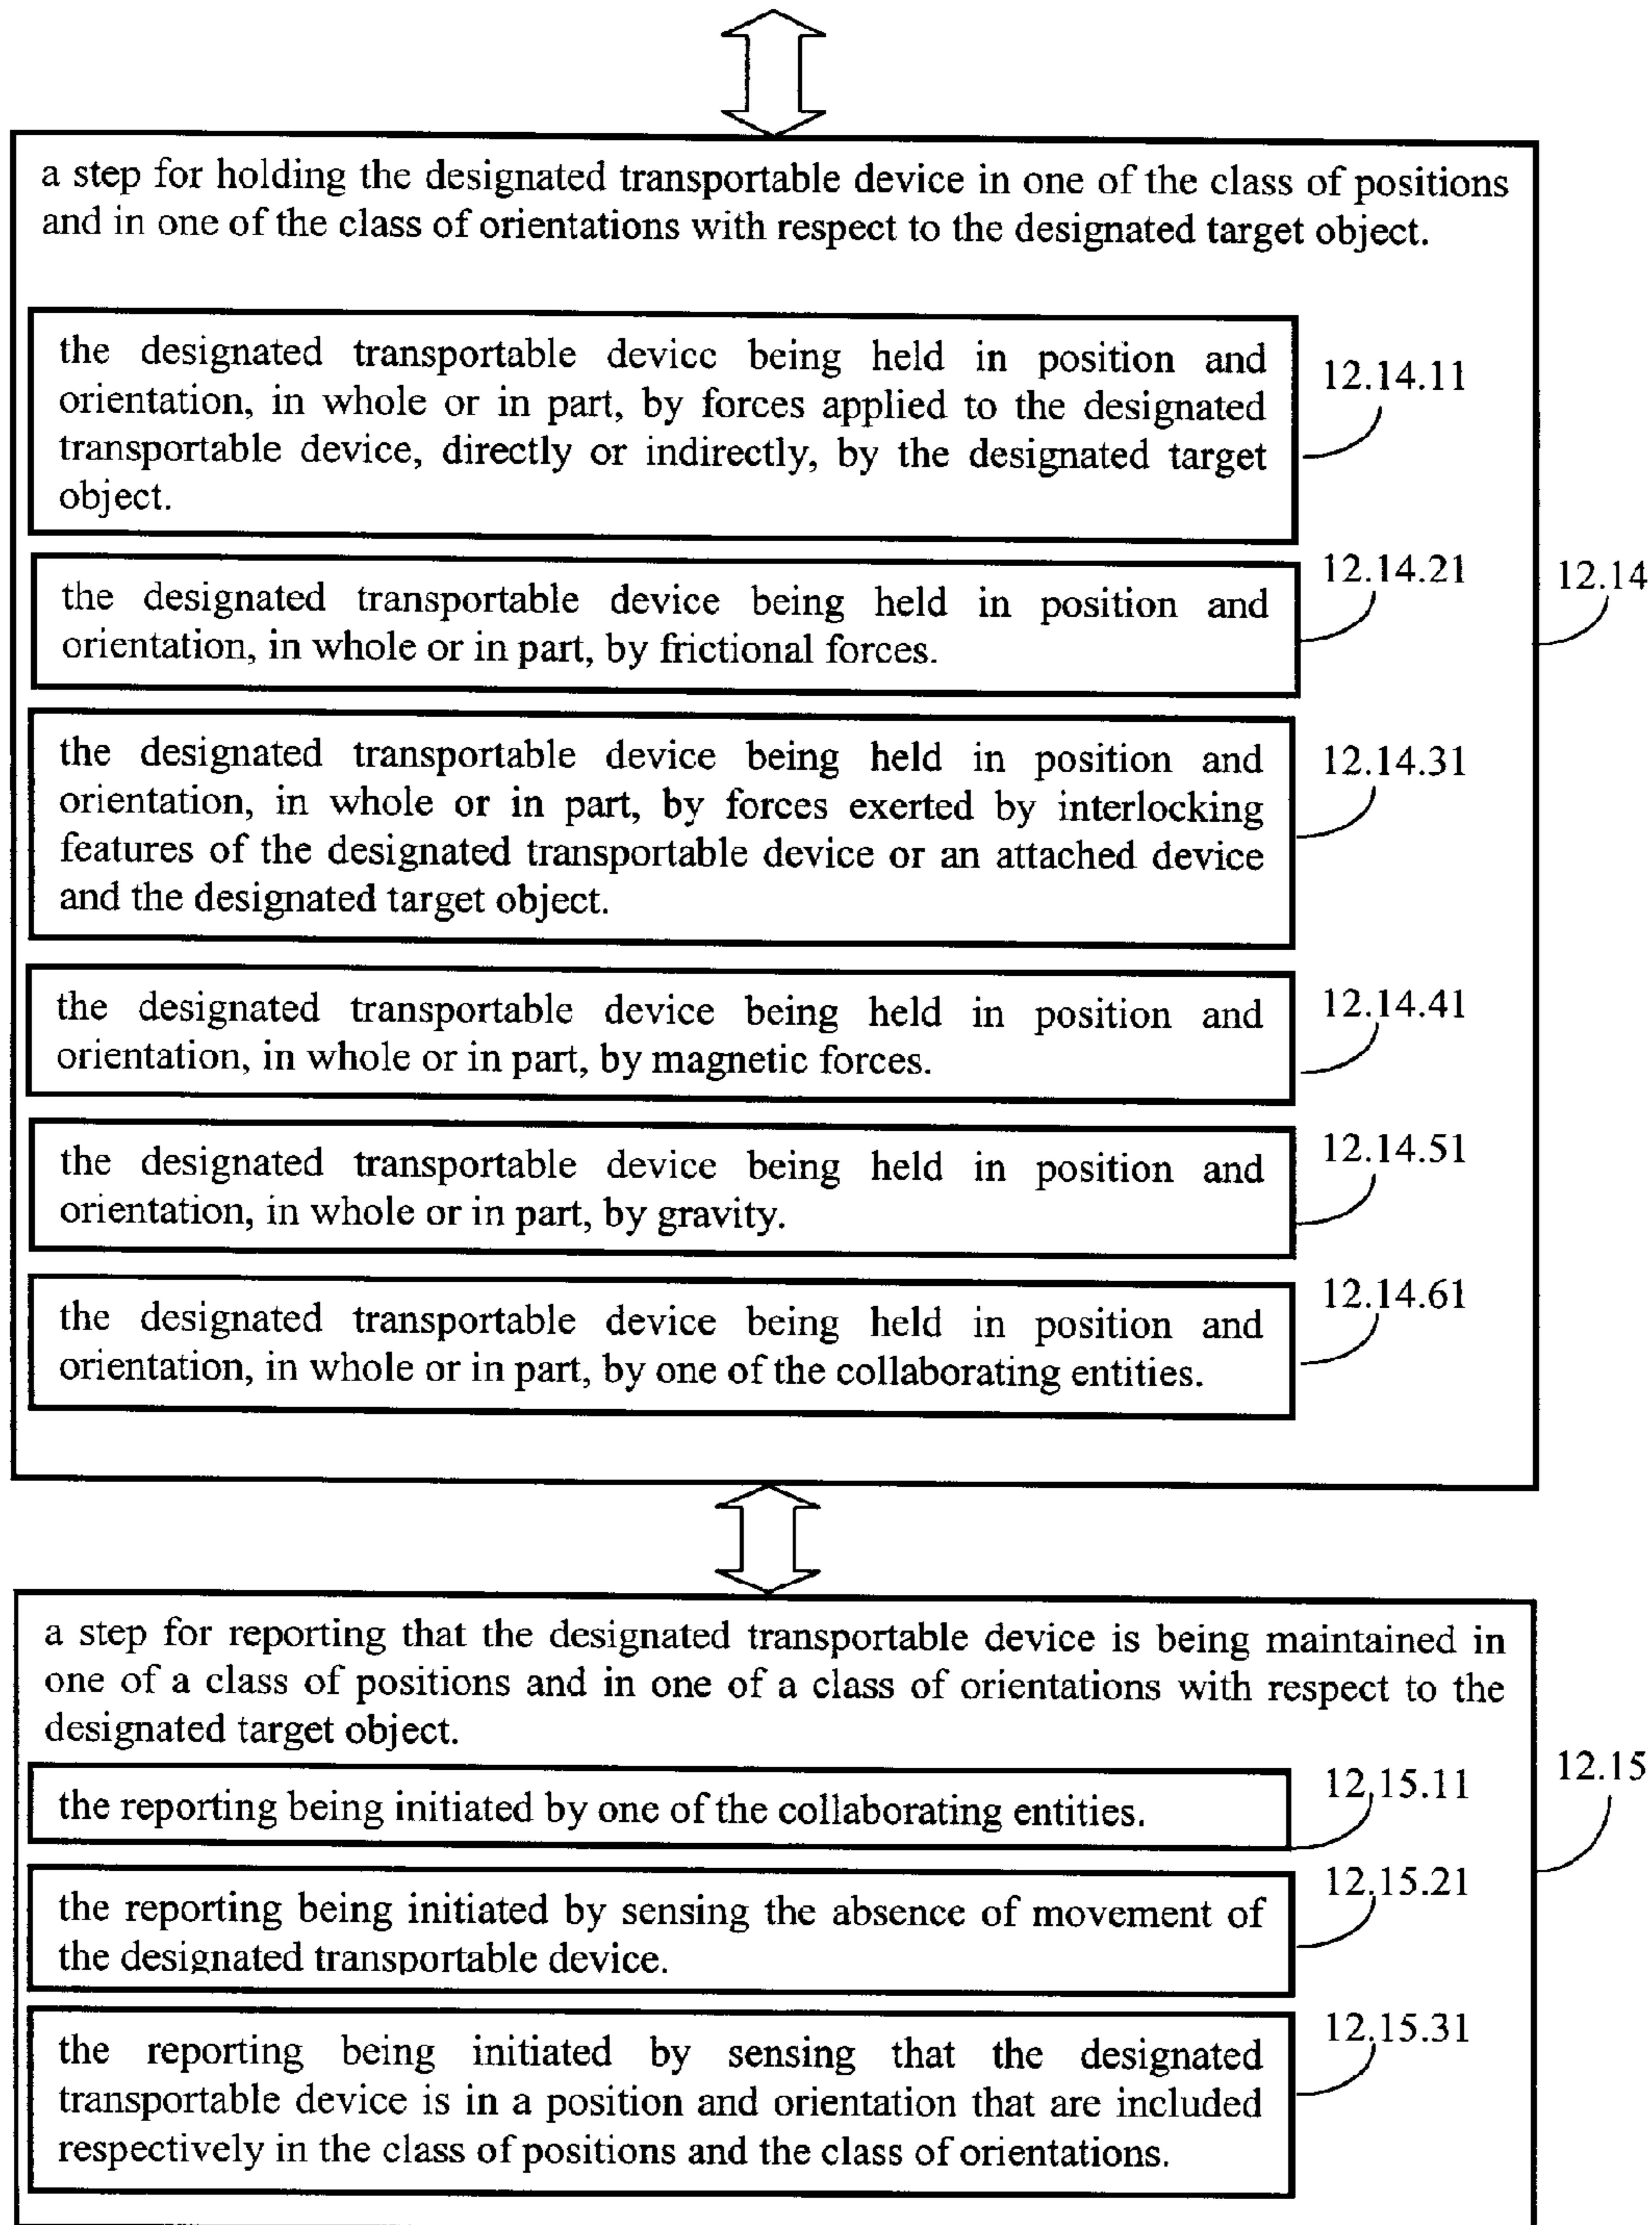 a step for holding the designated transportable device in one of the class of positions
and in one of the class of orientations with respect to the designated target object.
the designated transportable device being held in position and
orientation, in whole or in part, by forces applied to the designated
transportable device, directly or indirectly, by the designated target
object.
12.14.11
the designated transportable device being held in position and
orientation, in whole or in part, by frictional forces.
12.14.21
12.14
the designated transportable device being held in position and
orientation, in whole or in part, by forces exerted by interlocking
features of the designated transportable device or an attached device
and the designated target object.
12.14.31
the designated transportable device being held in position and
orientation, in whole or in part, by magnetic forces.
12.14.41
the designated transportable device being held in position and
orientation, in whole or in part, by gravity.
12.14.51
the designated transportable device being held in position and
orientation, in whole or in part, by one of the collaborating entities.
12.14.61
a step for reporting that the designated transportable device is being maintained in
one of a class of positions and in one of a class of orientations with respect to the
designated target object.
12.15
the reporting being initiated by one of the collaborating entities.
12.15.11
the reporting being initiated by sensing the absence of movement of
the designated transportable device.
12.15.21
the reporting being initiated by sensing that the designated
transportable device is in a position and orientation that are included
respectively in the class of positions and the class of orientations.
12.15.31